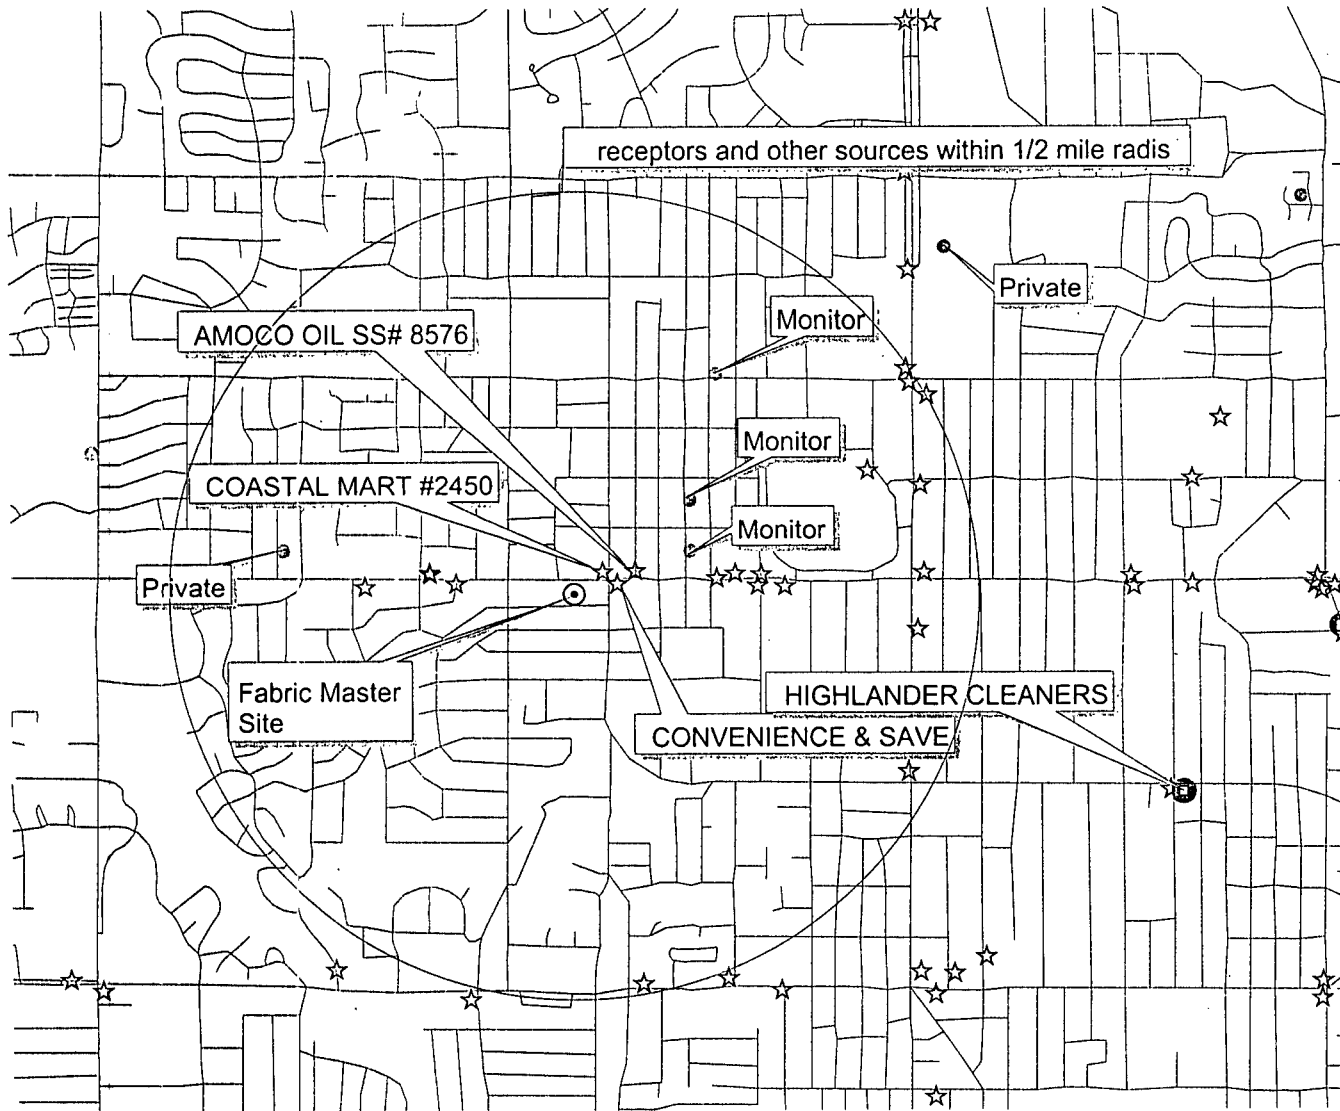 receptors and other sources within 1/2 mile radis
Private
Monitor
AMOCO OIL SS# 8576
Monitor
COASTAL MART #2450
Monitor
Private
Fabric Master
Site
HIGHLANDER CLEANERS
CONVENIENCE & SAVE